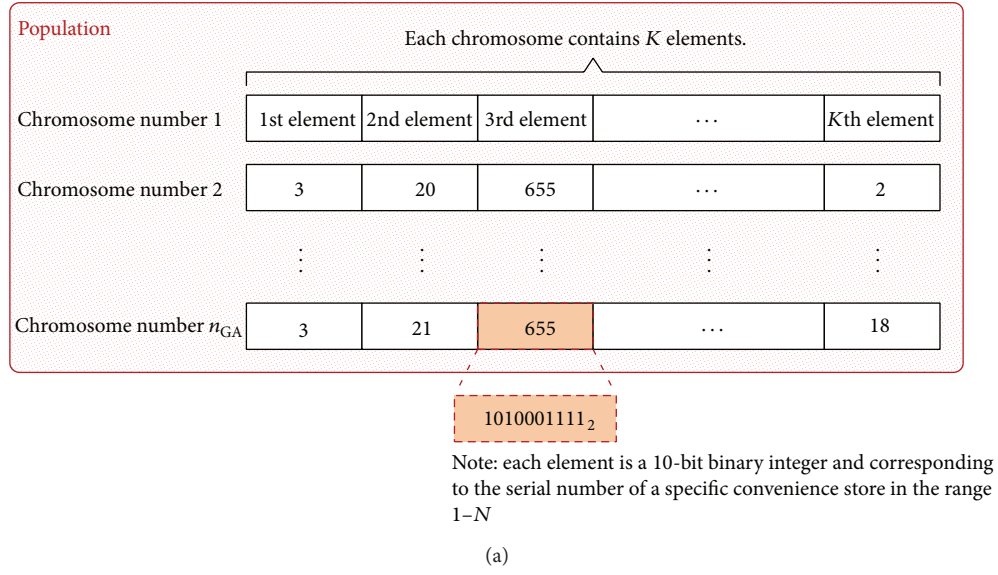 Population
Each chromosome contains K elements.
Chromosome number 1 1st element 2nd element 3rd element ⋯ Kth element
Chromosome number 2 3 20 655 ⋯ 2
⋮ ⋮ ⋮ ⋮ ⋮
Chromosome number n_GA 3 21 655 ⋯ 18
1010001111₂
Note: each element is a 10-bit binary integer and corresponding
to the serial number of a specific convenience store in the range
1–N
(a)